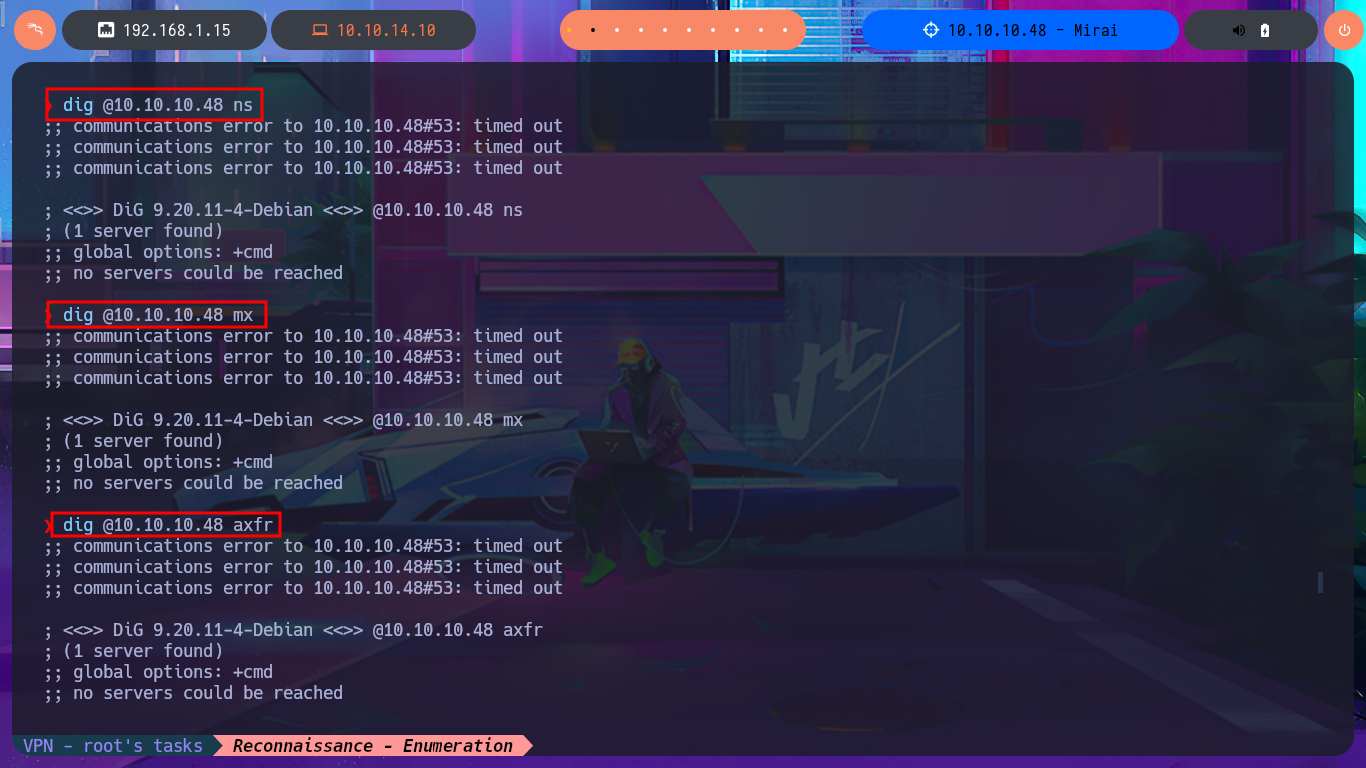 192.168.1.15
10.10.14.10
10.10.10.48 - Mirai
❯ dig @10.10.10.48 ns
;; communications error to 10.10.10.48#53: timed out
;; communications error to 10.10.10.48#53: timed out
;; communications error to 10.10.10.48#53: timed out
; <<>> DiG 9.20.11-4-Debian <<>> @10.10.10.48 ns
; (1 server found)
;; global options: +cmd
;; no servers could be reached
❯ dig @10.10.10.48 mx
;; communications error to 10.10.10.48#53: timed out
;; communications error to 10.10.10.48#53: timed out
;; communications error to 10.10.10.48#53: timed out
; <<>> DiG 9.20.11-4-Debian <<>> @10.10.10.48 mx
; (1 server found)
;; global options: +cmd
;; no servers could be reached
❯ dig @10.10.10.48 axfr
;; communications error to 10.10.10.48#53: timed out
;; communications error to 10.10.10.48#53: timed out
;; communications error to 10.10.10.48#53: timed out
; <<>> DiG 9.20.11-4-Debian <<>> @10.10.10.48 axfr
; (1 server found)
;; global options: +cmd
;; no servers could be reached
VPN - root's tasks
Reconnaissance - Enumeration